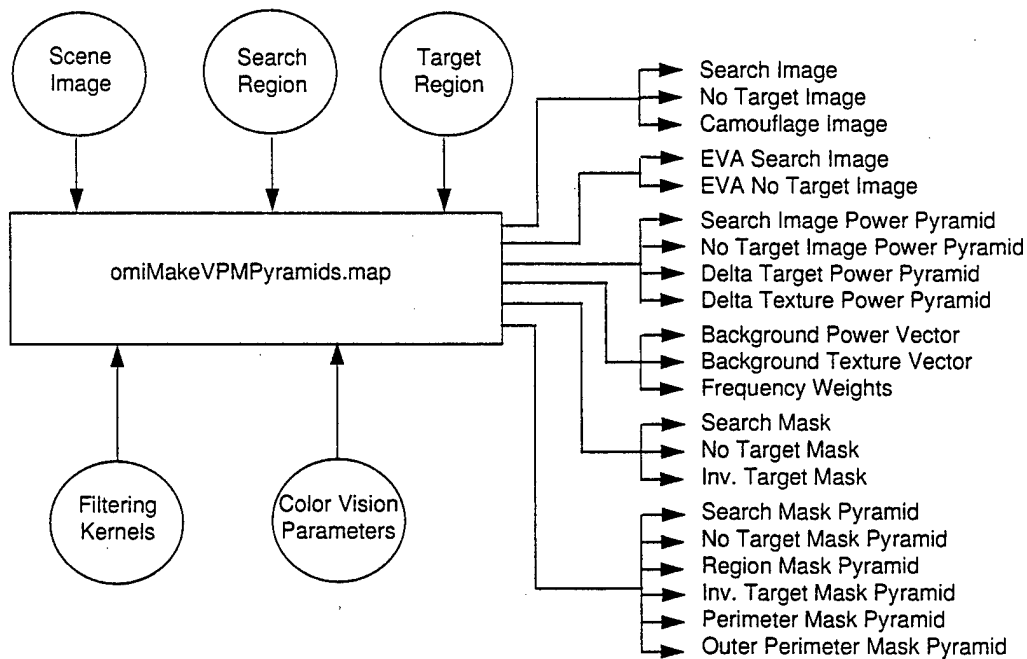 Scene
Image
Search
Region
Target
Region
omiMakeVPMPyramids.map
Filtering
Kernels
Color Vision
Parameters
Search Image
No Target Image
Camouflage Image
EVA Search Image
EVA No Target Image
Search Image Power Pyramid
No Target Image Power Pyramid
Delta Target Power Pyramid
Delta Texture Power Pyramid
Background Power Vector
Background Texture Vector
Frequency Weights
Search Mask
No Target Mask
Inv. Target Mask
Search Mask Pyramid
No Target Mask Pyramid
Region Mask Pyramid
Inv. Target Mask Pyramid
Perimeter Mask Pyramid
Outer Perimeter Mask Pyramid